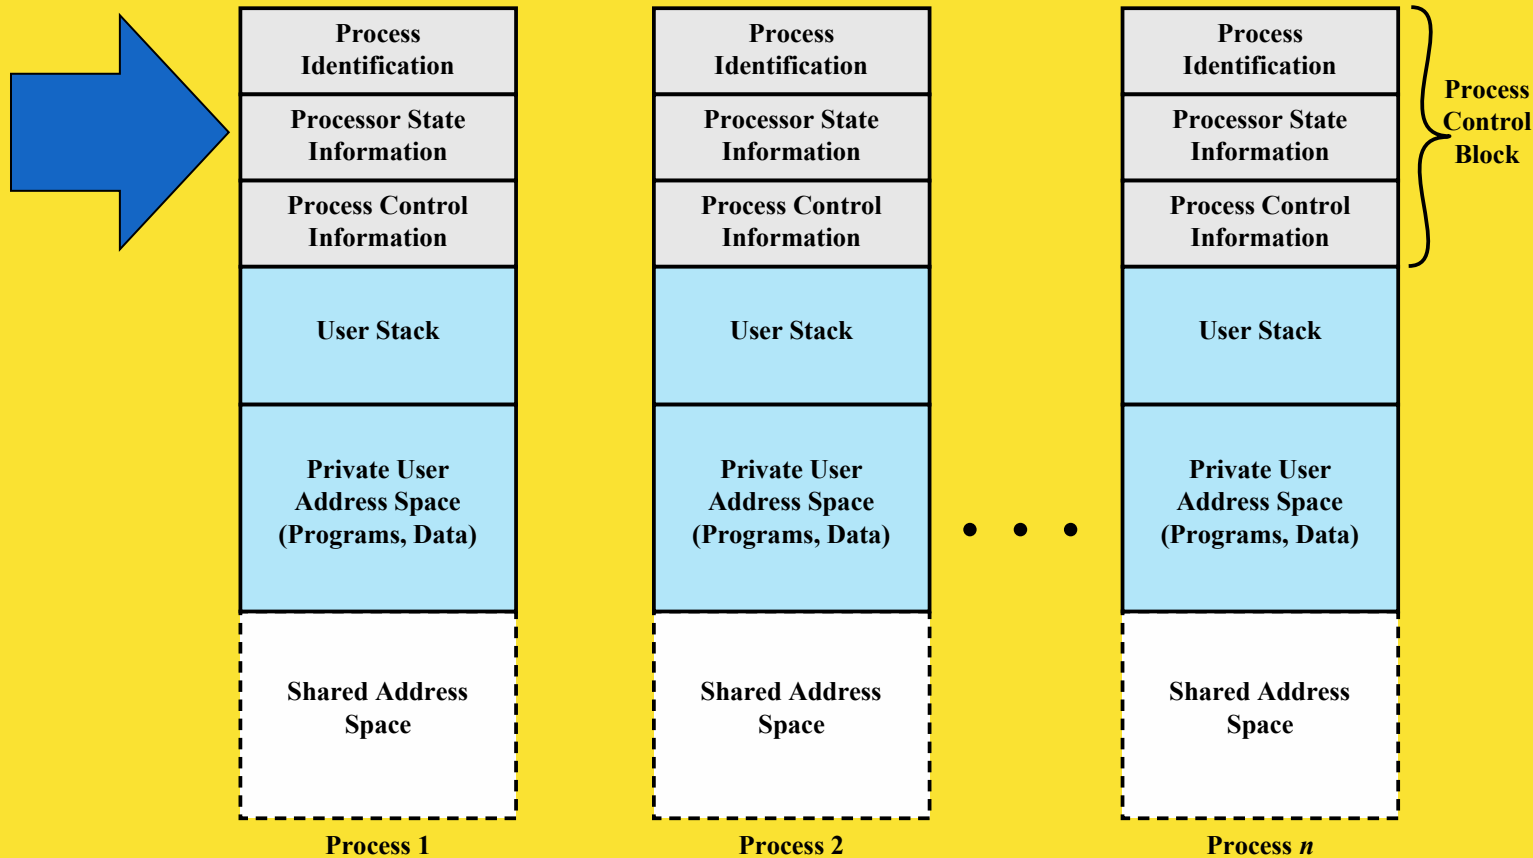 Process
Identification
Processor State
Information
Process Control
Information
User Stack
Private User
Address Space
(Programs, Data)
Shared Address
Space
Process 1
Process
Identification
Processor State
Information
Process Control
Information
User Stack
Private User
Address Space
(Programs, Data)
Shared Address
Space
Process 2
• • •
Process
Identification
Processor State
Information
Process Control
Information
User Stack
Private User
Address Space
(Programs, Data)
Shared Address
Space
Process n
Process
Control
Block